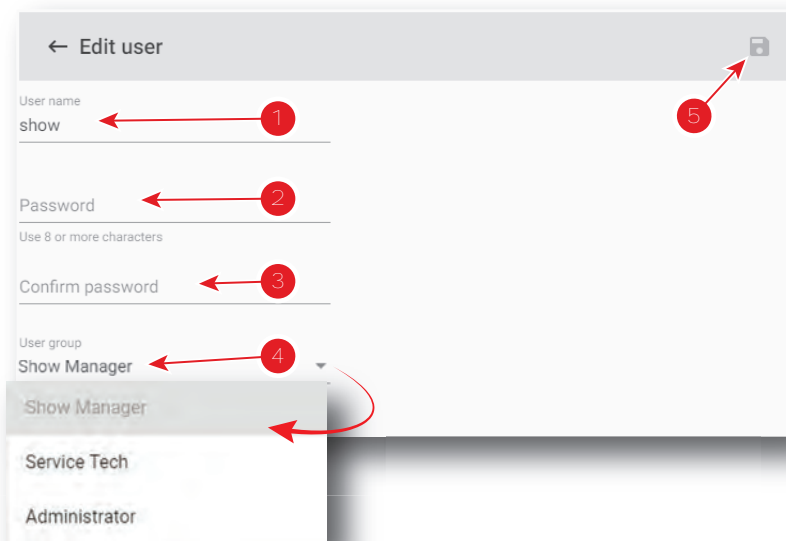 ← Edit user
5
User name
show
1
Password
2
Use 8 or more characters
Confirm password
3
User group
Show Manager
4
Show Manager
Service Tech
Administrator